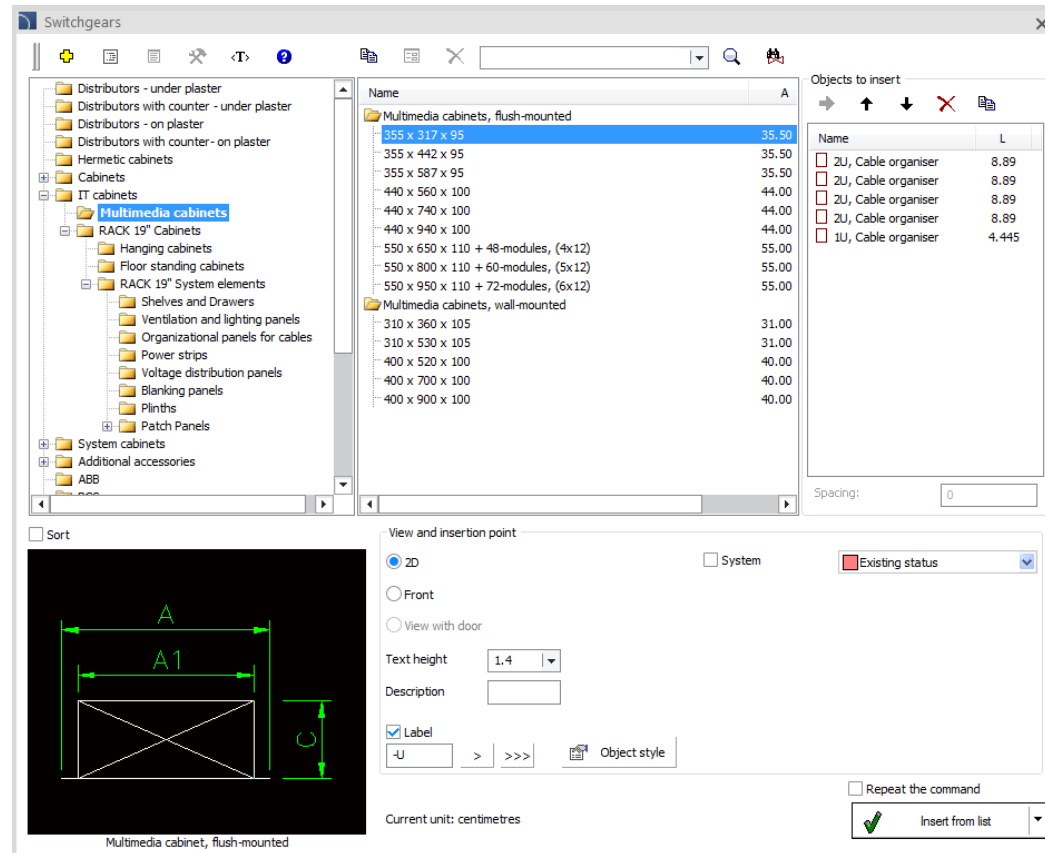 Switchgears
<T>
Objects to insert
Distributors - under plaster
Distributors with counter - under plaster
Distributors - on plaster
Distributors with counter- on plaster
Hermetic cabinets
Cabinets
IT cabinets
Multimedia cabinets
RACK 19" Cabinets
Hanging cabinets
Floor standing cabinets
RACK 19" System elements
Shelves and Drawers
Ventilation and lighting panels
Organizational panels for cables
Power strips
Voltage distribution panels
Blanking panels
Plinths
Patch Panels
System cabinets
Additional accessories
ABB
Name A
Multimedia cabinets, flush-mounted
355 x 317 x 95 35.50
355 x 442 x 95 35.50
355 x 587 x 95 35.50
440 x 560 x 100 44.00
440 x 740 x 100 44.00
440 x 940 x 100 44.00
550 x 650 x 110 + 48-modules, (4x12) 55.00
550 x 800 x 110 + 60-modules, (5x12) 55.00
550 x 950 x 110 + 72-modules, (6x12) 55.00
Multimedia cabinets, wall-mounted
310 x 360 x 105 31.00
310 x 530 x 105 31.00
400 x 520 x 100 40.00
400 x 700 x 100 40.00
400 x 900 x 100 40.00
Name L
2U, Cable organiser 8.89
2U, Cable organiser 8.89
2U, Cable organiser 8.89
2U, Cable organiser 8.89
1U, Cable organiser 4.445
Spacing: 0
Sort
A
A1
C
Multimedia cabinet, flush-mounted
View and insertion point
2D
System
Existing status
Front
View with door
Text height 1.4
Description
Label
-U > >>> Object style
Repeat the command
Current unit: centimetres
Insert from list